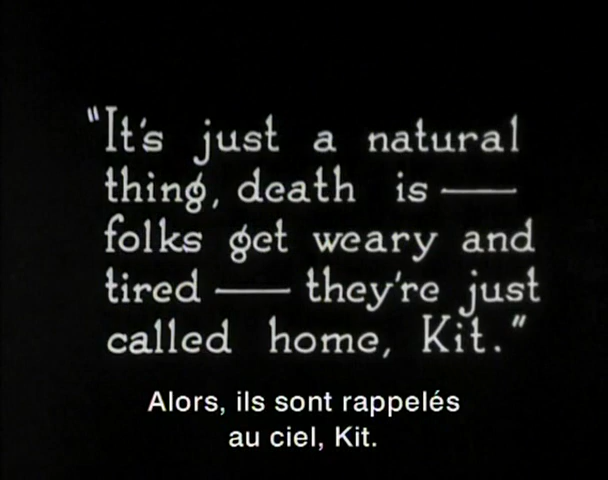 "It's just a natural
thing, death is — 
folks get weary and
tired — they're just
called home, Kit."
Alors, ils sont rappelés
au ciel, Kit.